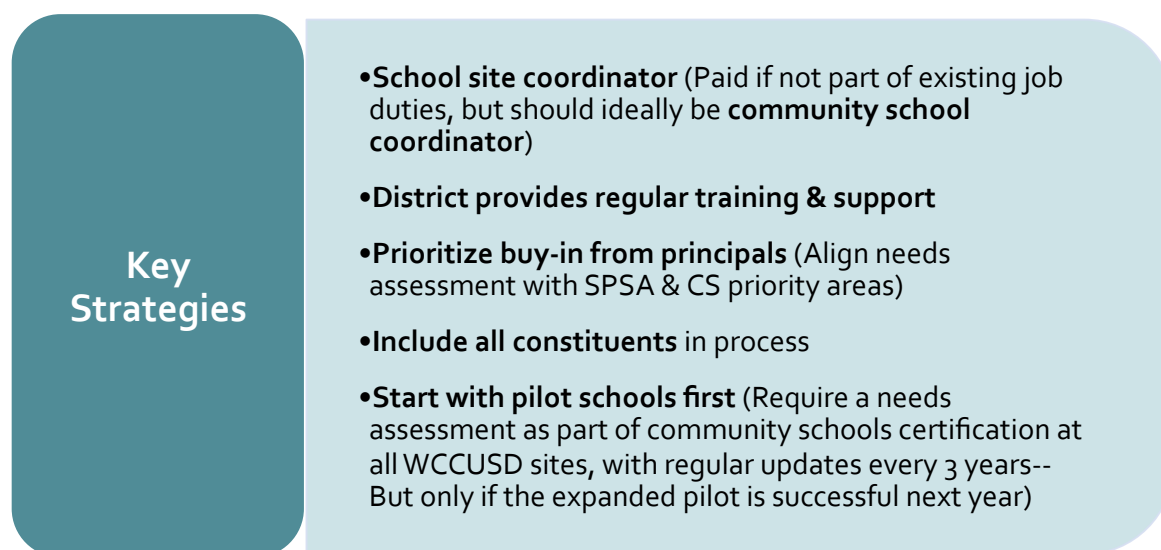 Key
Strategies
•School site coordinator (Paid if not part of existing job
duties, but should ideally be community school
coordinator)
•District provides regular training & support
•Prioritize buy-in from principals (Align needs
assessment with SPSA & CS priority areas)
•Include all constituents in process
•Start with pilot schools first (Require a needs
assessment as part of community schools certification at
all WCCUSD sites, with regular updates every 3 years--
But only if the expanded pilot is successful next year)